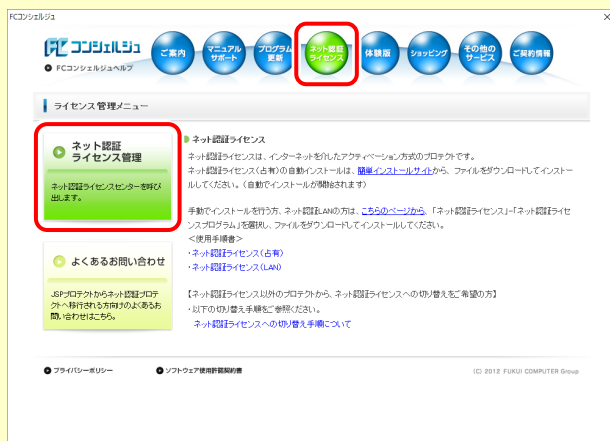 FCコンシェルジュ
FC コンシェルジュ
FCコンシェルジュヘルプ
ご案内
マニュアル
サポート
プログラム
更新
ネット認証
ライセンス
体験版
ショッピング
その他の
サービス
ご契約情報
ライセンス管理メニュー
ネット認証
ライセンス管理
ネット認証ライセンスセンターを呼び
出します。
よくあるお問い合わせ
JSPプロテクトからネット認証プロテ
クトへ移行される方向けのよくあるお
問い合わせはこちら。
ネット認証ライセンス
ネット認証ライセンスは、インターネットを介したアクティベーション方式のプロテクトです。
ネット認証ライセンス(占有)の自動インストールは、簡単インストールサイトから、ファイルをダウンロードしてインストー
ルしてください。(自動でインストールが開始されます)
手動でインストールを行う方、ネット認証LANの方は、こちらのページから、「ネット認証ライセンス」-「ネット認証ライセ
ンスプログラム」を選択し、ファイルをダウンロードしてインストールしてください。
<使用手順書>
・ネット認証ライセンス(占有)
・ネット認証ライセンス(LAN)
【ネット認証ライセンス以外のプロテクトから、ネット認証ライセンスへの切り替えをご希望の方】
・以下の切り替え手順をご参照ください。
ネット認証ライセンスへの切り替え手順について
プライバシーポリシー
ソフトウェア使用許諾契約書
(C) 2012 FUKUI COMPUTER Group